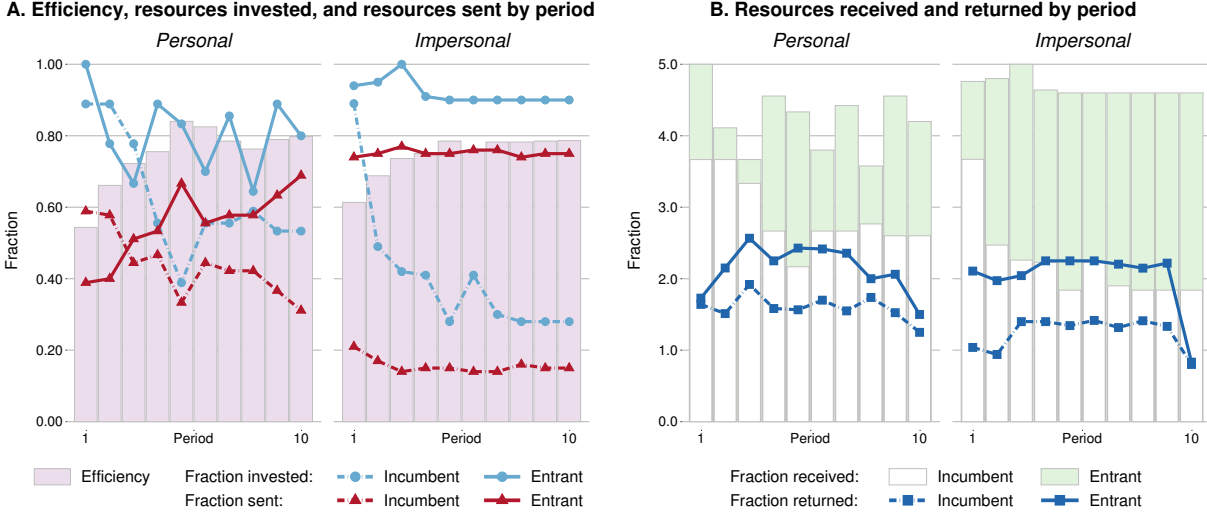 A. Efficiency, resources invested, and resources sent by period
B. Resources received and returned by period
Personal
Impersonal
Personal
Impersonal
Fraction
1.00
0.80
0.60
0.40
0.20
0.00
1
Period
10
1
Period
10
Fraction
5.0
4.0
3.0
2.0
1.0
0.0
1
Period
10
1
Period
10
Efficiency
Fraction invested:
Incumbent
Entrant
Fraction sent:
Incumbent
Entrant
Fraction received:
Incumbent
Entrant
Fraction returned:
Incumbent
Entrant